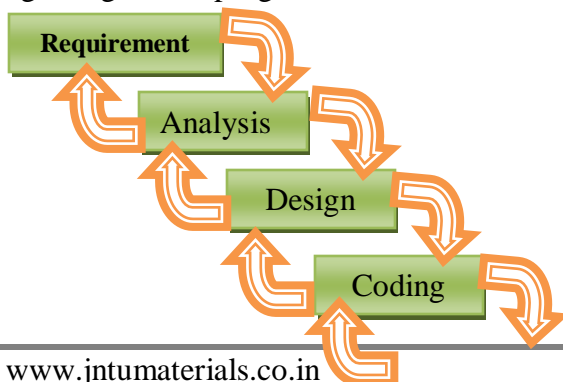 Requirement
Analysis
Design
Coding
www.jntumaterials.co.in